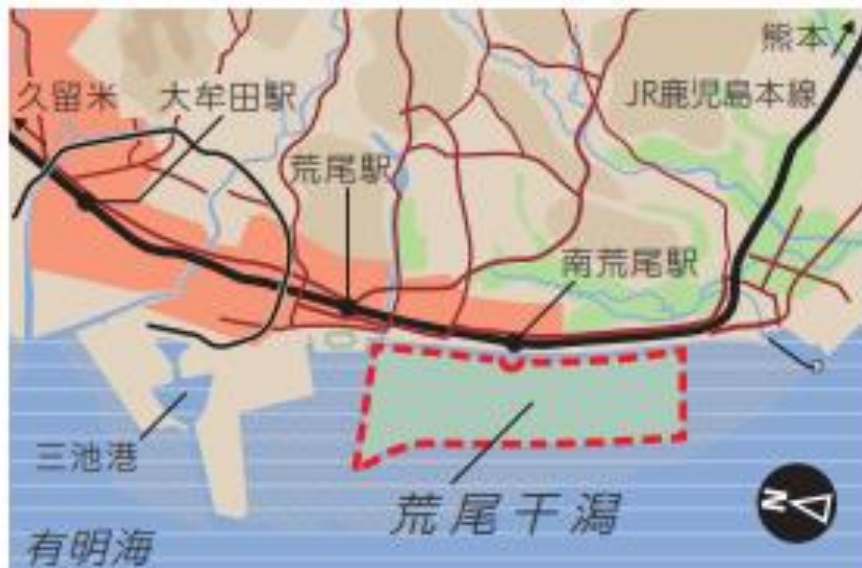 熊本
久留米
大牟田駅
JR鹿児島本線
荒尾駅
南荒尾駅
三池港
荒尾干潟
有明海
N